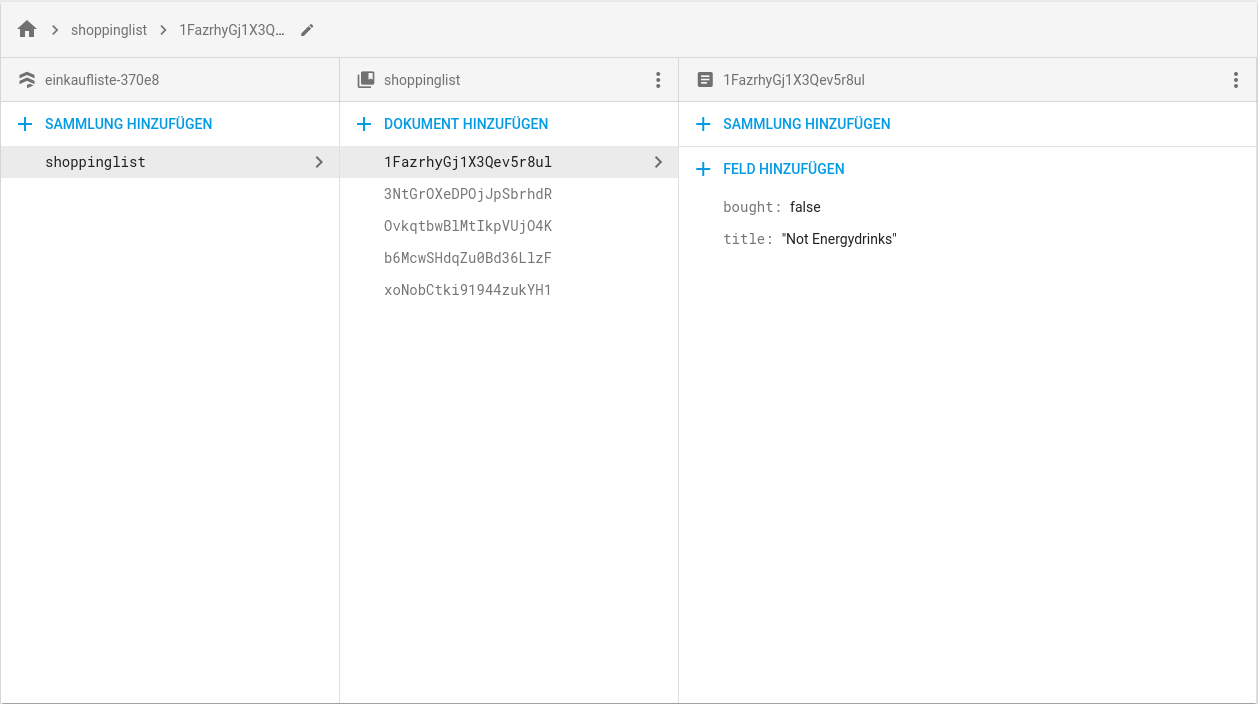 shoppinglist
1FazrhyGj1X3Q...
einkaufliste-370e8
shoppinglist
1FazrhyGj1X3Qev5r8ul
SAMMLUNG HINZUFÜGEN
DOKUMENT HINZUFÜGEN
SAMMLUNG HINZUFÜGEN
shoppinglist
1FazrhyGj1X3Qev5r8ul
3NtGrOXeDPOjJpSbrhdR
OvkqtbwBlMtIkpVUjO4K
b6McwSHdqZu0Bd36LlzF
xoNobCtki91944zukYH1
FELD HINZUFÜGEN
bought: false
title: "Not Energydrinks"